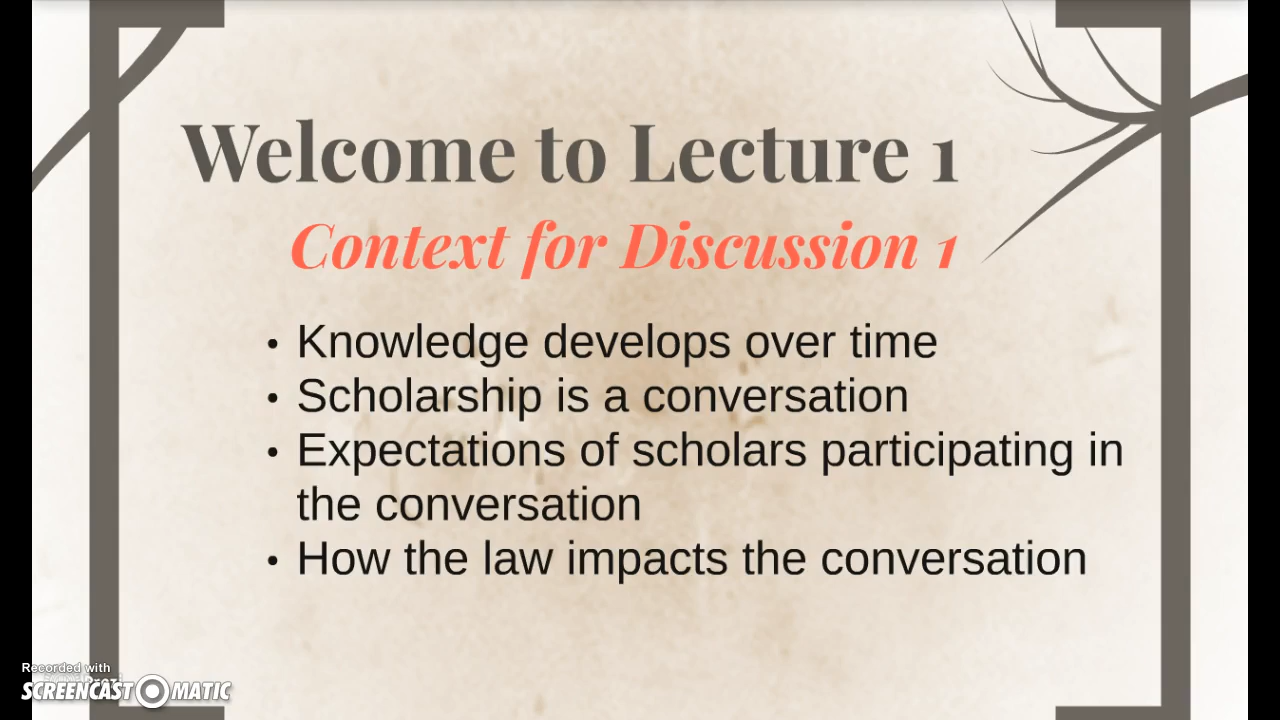 Welcome to Lecture 1
Context for Discussion 1
• Knowledge develops over time
• Scholarship is a conversation
• Expectations of scholars participating in
the conversation
• How the law impacts the conversation
Recorded with
SCREENCAST-O-MATIC